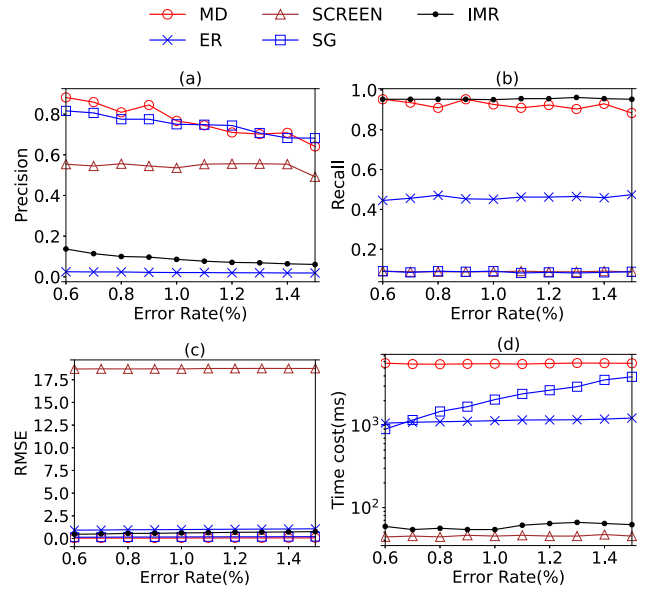 MD SCREEN IMR
ER SG
(a) (b)
Precision
0.8
0.6
0.4
0.2
0.0
0.6 0.8 1.0 1.2 1.4
Error Rate(%)
Recall
1.0
0.8
0.6
0.4
0.2
0.6 0.8 1.0 1.2 1.4
Error Rate(%)
(c) (d)
RMSE
17.5
15.0
12.5
10.0
7.5
5.0
2.5
0.0
0.6 0.8 1.0 1.2 1.4
Error Rate(%)
Time cost(ms)
10³
10²
0.6 0.8 1.0 1.2 1.4
Error Rate(%)